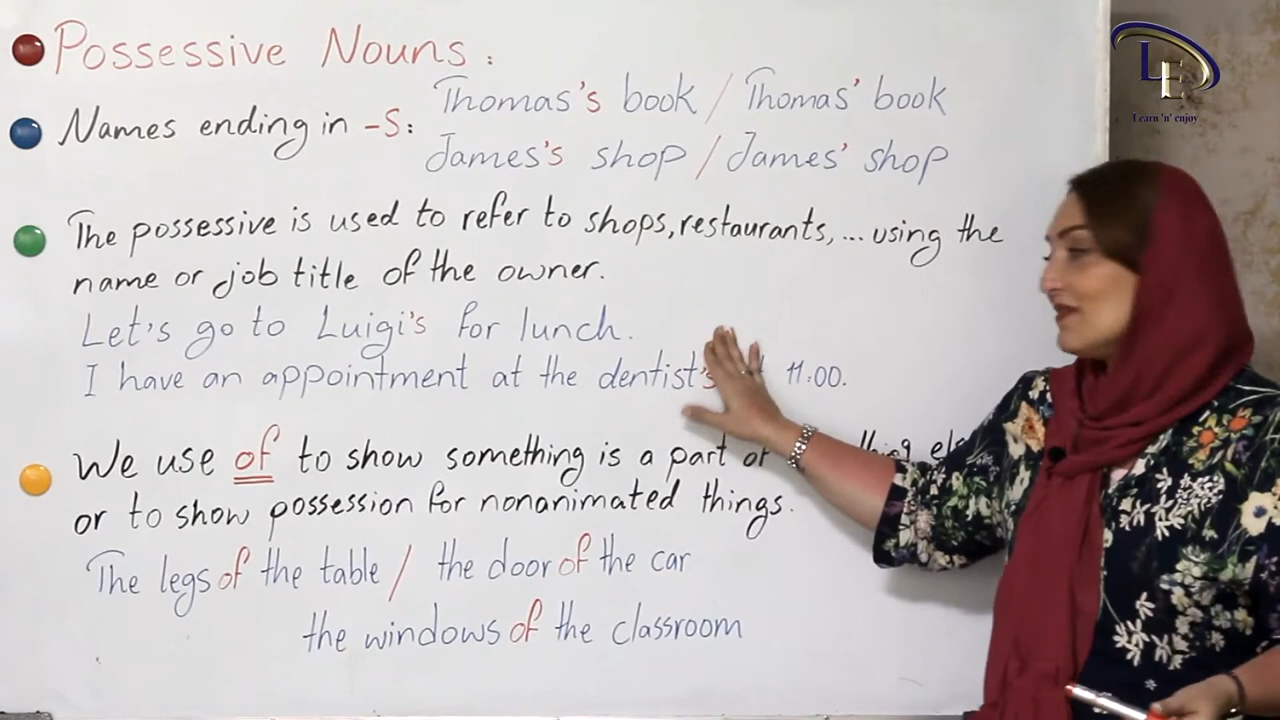 Possessive Nouns:
Names ending in -S: Thomas's book / Thomas' book
James's shop / James' shop
The possessive is used to refer to shops, restaurants, ... using the
name or job title of the owner.
Let's go to Luigi's for lunch.
I have an appointment at the dentist's 11:00.
We use of to show something is a part of
or to show possession for nonanimated things.
The legs of the table / the door of the car
the windows of the classroom
LE
Learn 'n' enjoy